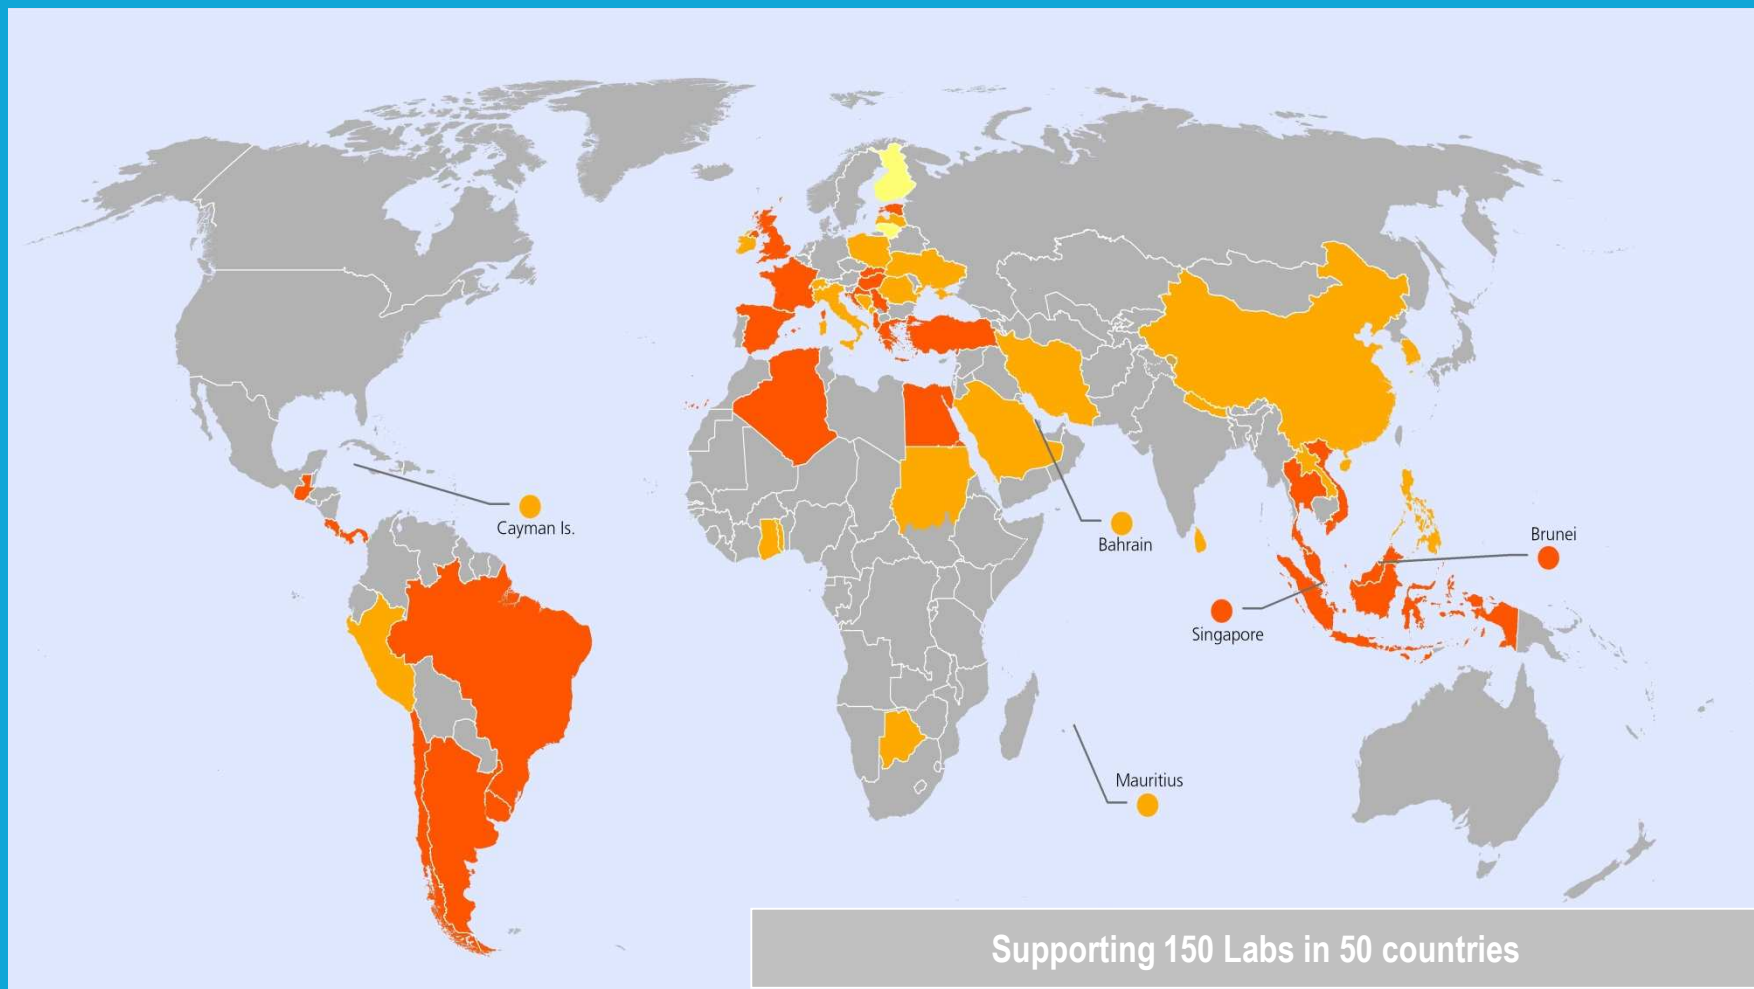 Cayman Is.
Bahrain
Brunei
Singapore
Mauritius
Supporting 150 Labs in 50 countries